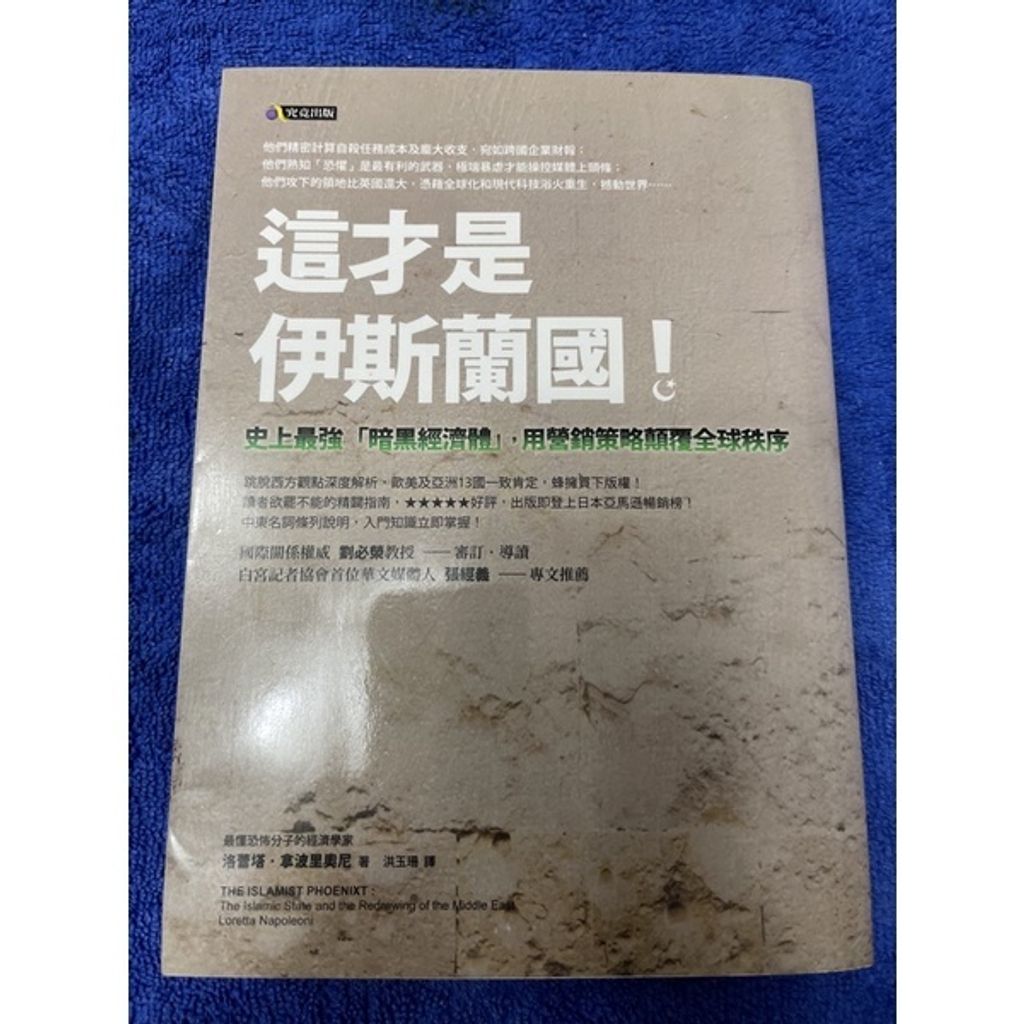 究竟出版
他們精密計算自殺任務成本及龐大收支，宛如跨國企業財報；
他們熟知「恐懼」是最有利的武器，極端暴虐才能操控媒體上頭條；
他們攻下的領地比英國還大，憑藉全球化和現代科技浴火重生，撼動世界……
這才是
伊斯蘭國！
史上最強「暗黑經濟體」，用營銷策略顛覆全球秩序
跳脫西方觀點深度解析，歐美及亞洲13國一致肯定，蜂擁買下版權！
讀者欲罷不能的精闢指南，★★★★★好評，出版即登上日本亞馬遜暢銷榜！
中東名詞條列說明，入門知識立即掌握！
國際關係權威 劉必榮教授 ── 審訂・導讀
白宮記者協會首位華文媒體人 張經義 ── 專文推薦
最懂恐怖分子的經濟學家
洛蕾塔・拿波里奧尼 著 洪玉珊 譯
THE ISLAMIST PHOENIXT :
The Islamic State and the Redrawing of the Middle East
Loretta Napoleoni